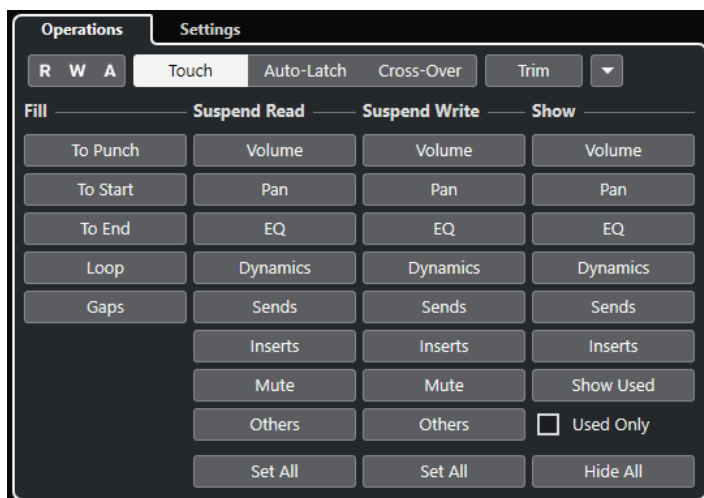 Operations Settings
R W A Touch Auto-Latch Cross-Over Trim
Fill Suspend Read Suspend Write Show
To Punch Volume Volume Volume
To Start Pan Pan Pan
To End EQ EQ EQ
Loop Dynamics Dynamics Dynamics
Gaps Sends Sends Sends
Inserts Inserts Inserts
Mute Mute Show Used
Others Others Used Only
Set All Set All Hide All